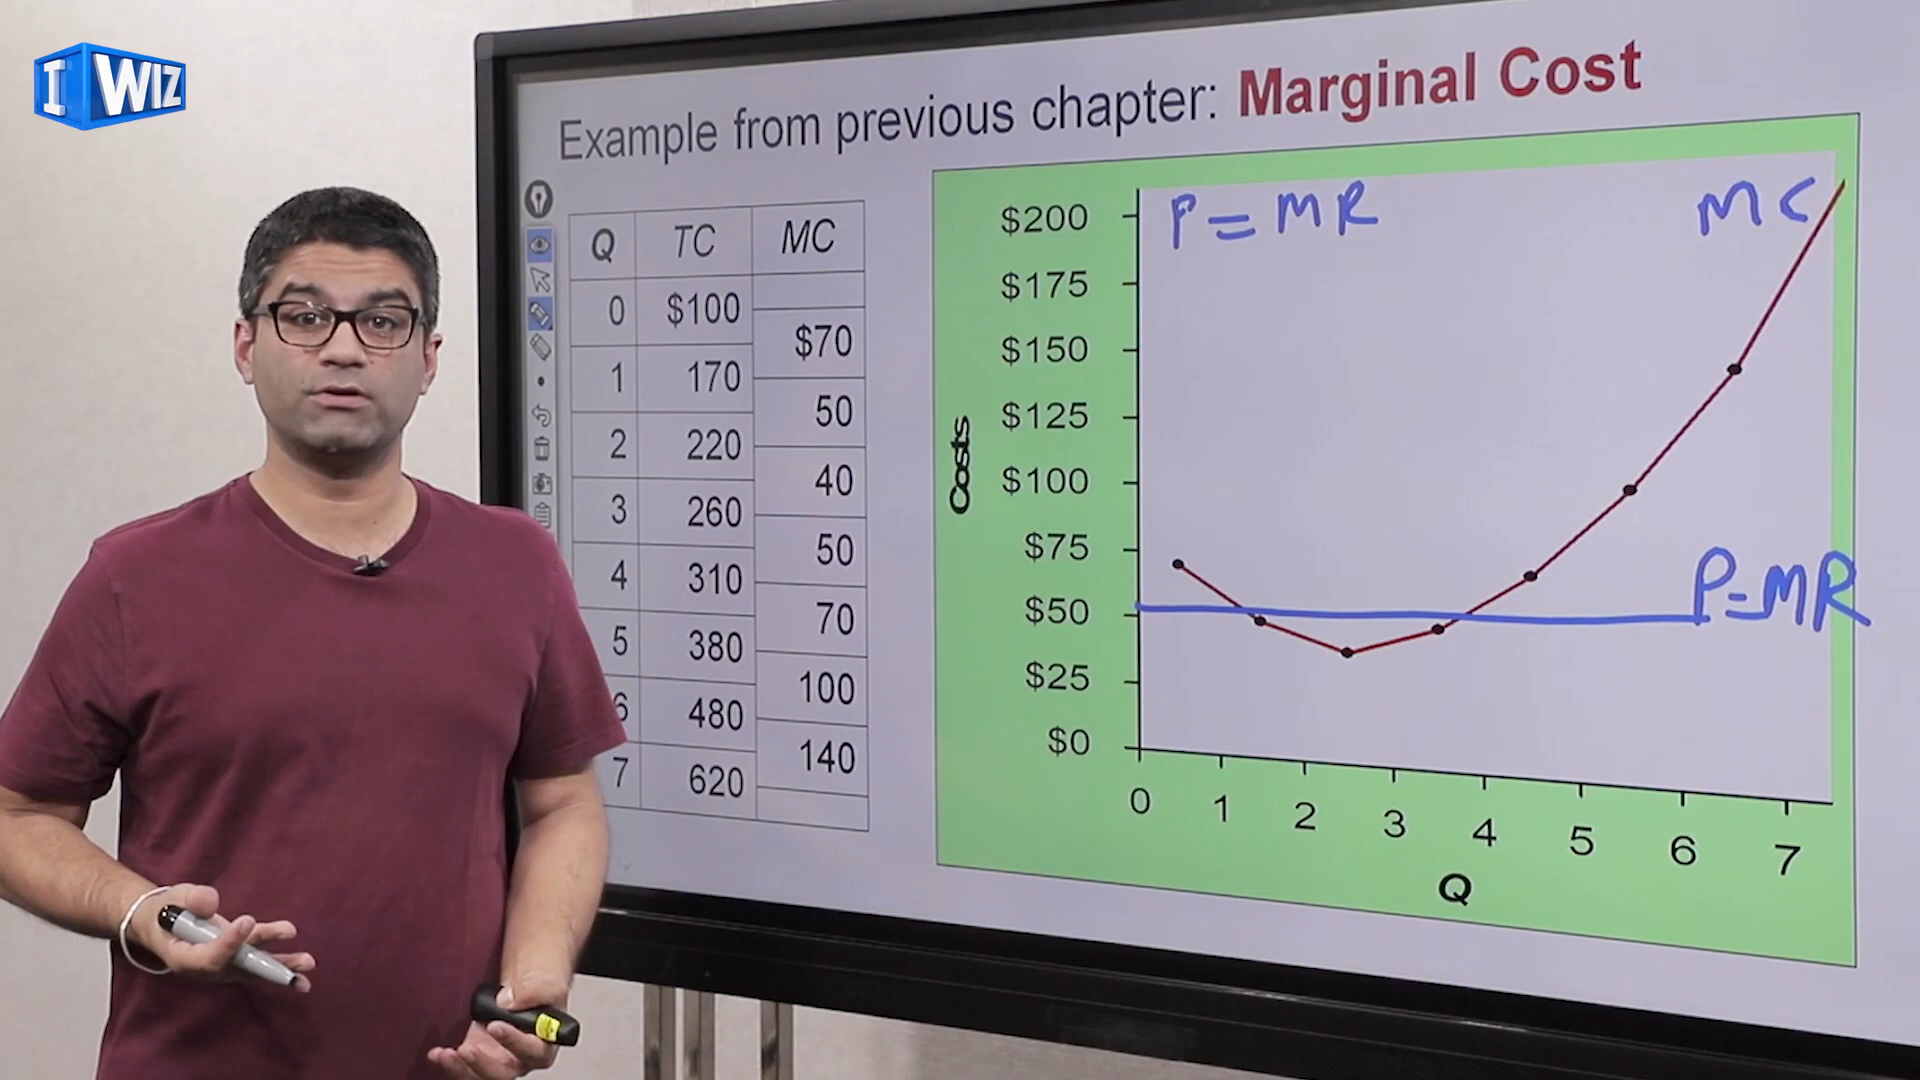 I WIZ
Example from previous chapter: Marginal Cost
Q TC MC
0 $100
$70
1 170
50
2 220
40
3 260
50
4 310
70
5 380
100
6 480
140
7 620
P = MR
MC
P=MR
Costs
$200
$175
$150
$125
$100
$75
$50
$25
$0
0 1 2 3 4 5 6 7
Q